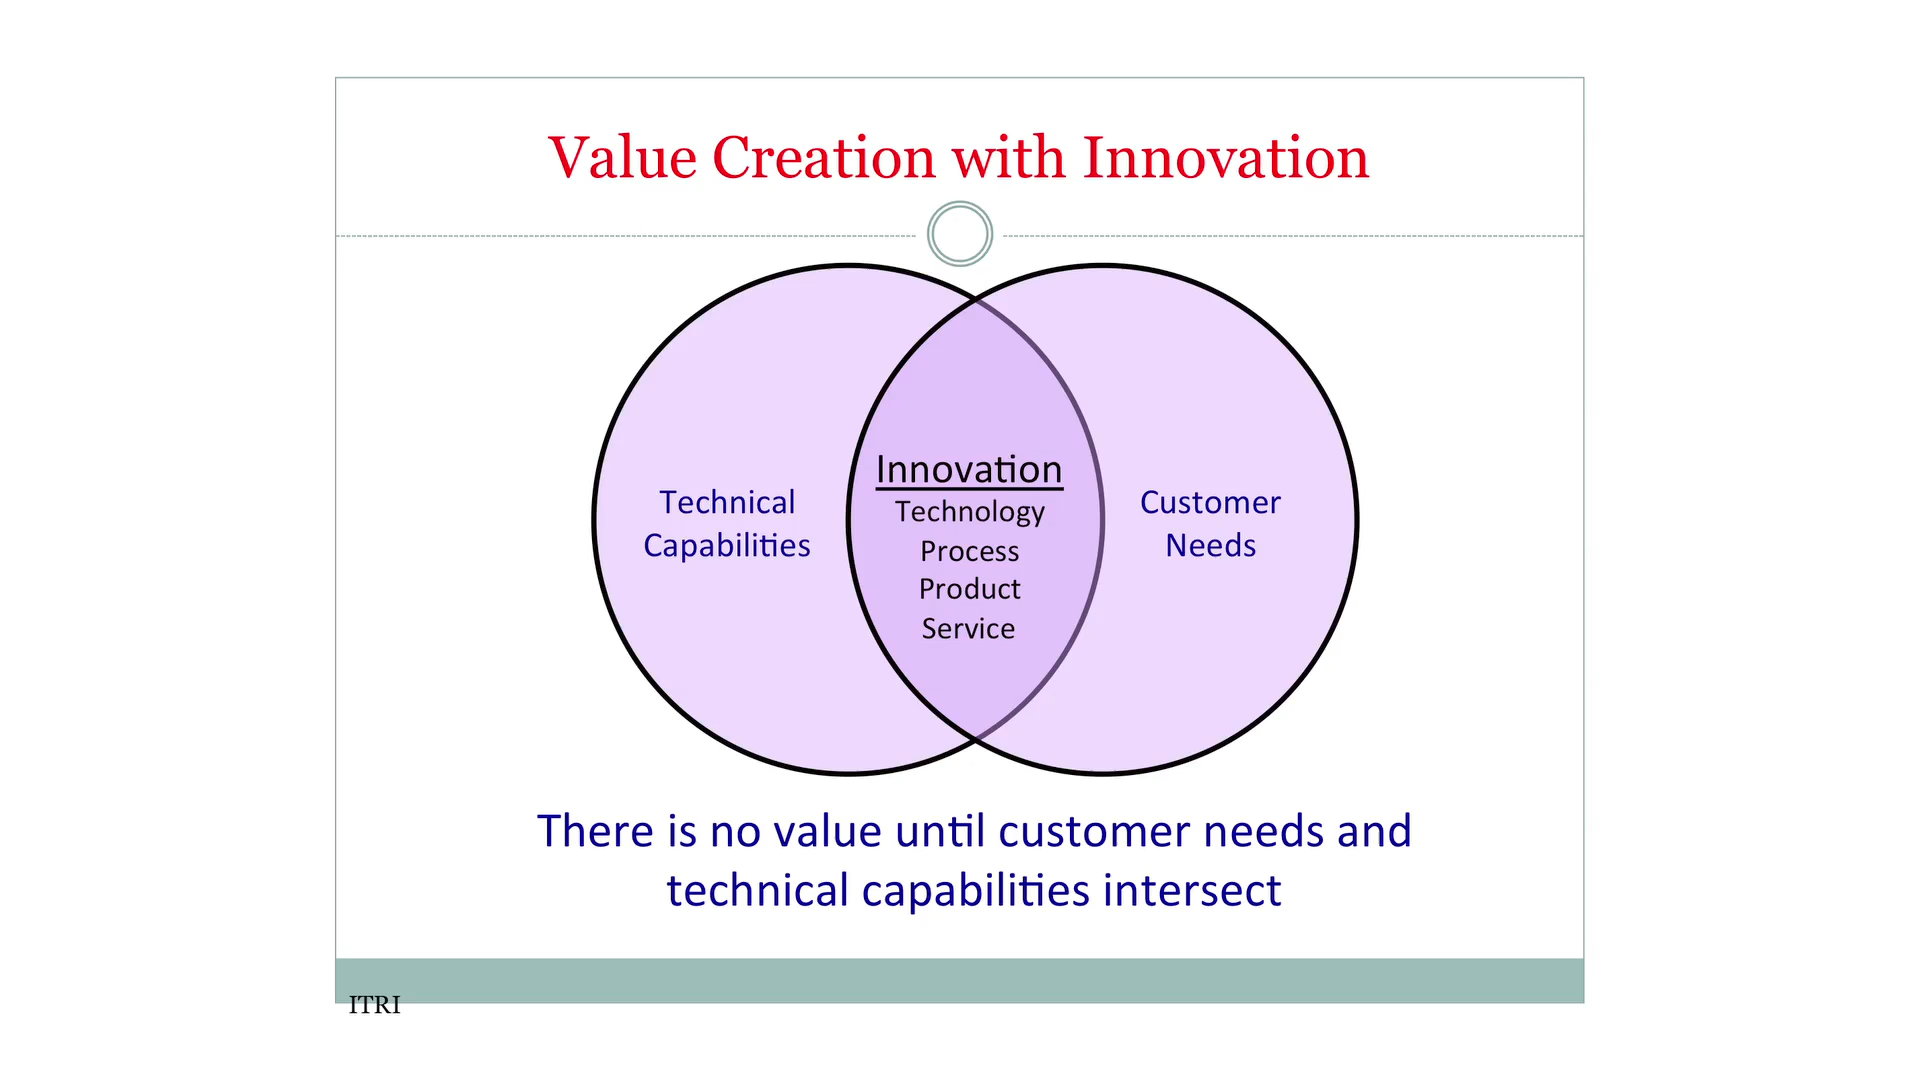 Value Creation with Innovation
Technical
Capabilities
Innovation
Technology
Process
Product
Service
Customer
Needs
There is no value until customer needs and
technical capabilities intersect
ITRI